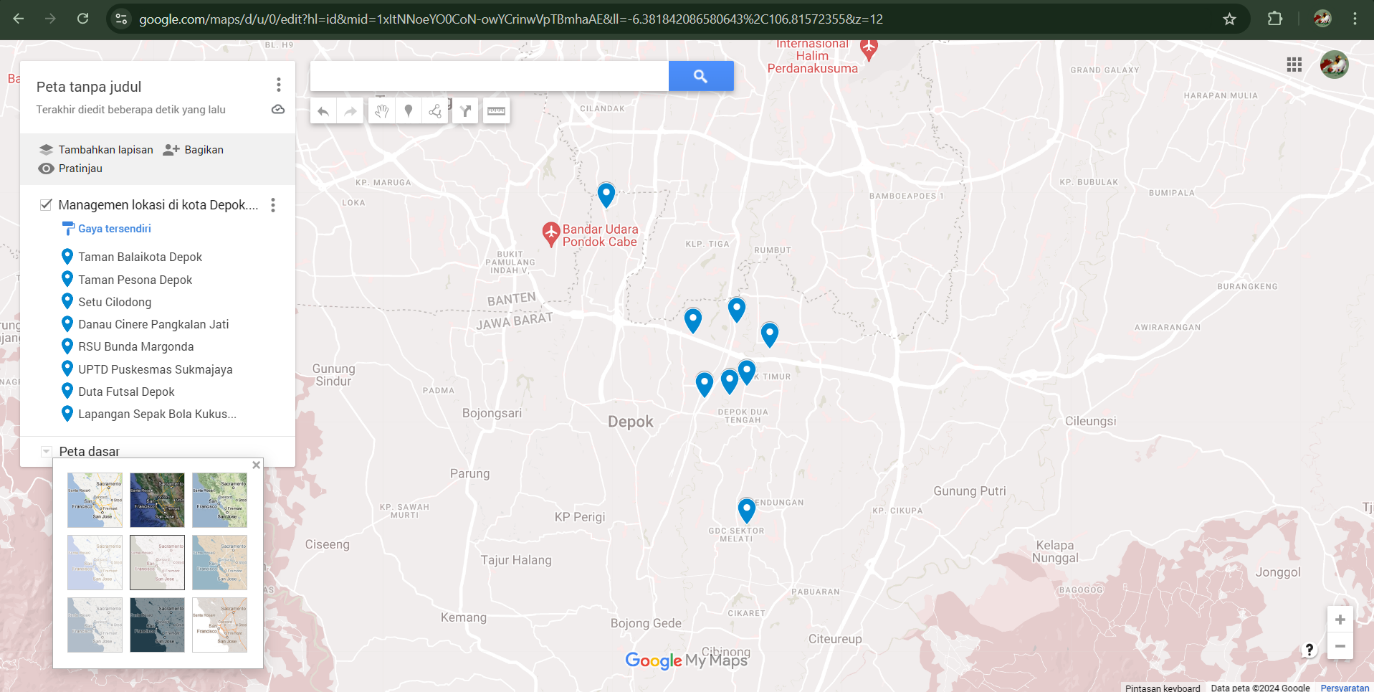 google.com/maps/d/u/0/edit?hl=id&mid=1xItNNoeYO0CoN-owYCrinwVpTBmhaAE&ll=-6.381842086580643%2C106.81572355&z=12
Peta tanpa judul
Terakhir diedit beberapa detik yang lalu
Tambahkan lapisan
Bagikan
Pratinjau
Managemen lokasi di kota Depok....
Gaya tersendiri
Taman Balaikota Depok
Taman Pesona Depok
Setu Cilodong
Danau Cinere Pangkalan Jati
RSU Bunda Margonda
UPTD Puskesmas Sukmajaya
Duta Futsal Depok
Lapangan Sepak Bola Kukus...
Peta dasar
BL. H9
Internasional
Halim
Perdanakusuma
GRAND GALAXY
HARAPAN MULIA
CILANDAK
KP. MARUGA
LOKA
BAMBOEAPOES 1
KP. BUBULAK
BUMIPALA
Bandar Udara
Pondok Cabe
KLP. TIGA
RUMBUT
BUKIT
PAMULANG
INDAH V,
BANTEN
JAWA BARAT
BURANGKENG
AWIRARANGAN
Gunung
Sindur
PADMA
Bojongsari
K TIMUR
DEPOK DUA
TENGAH
Depok
Cileungsi
Parung
KP. SAWAH
MURTI
KP Perigi
ENDUNGAN
GDC SEKTOR
MELATI
Gunung Putri
KP. CIKUPA
Ciseeng
Tajur Halang
Kelapa
Nunggal
Jonggol
PABUARAN
BAGOGOG
CIKARET
Kemang
Bojong Gede
Citeureup
Cibinong
Google My Maps
?
Pintasan keyboard
Data peta ©2024 Google
Persyaratan